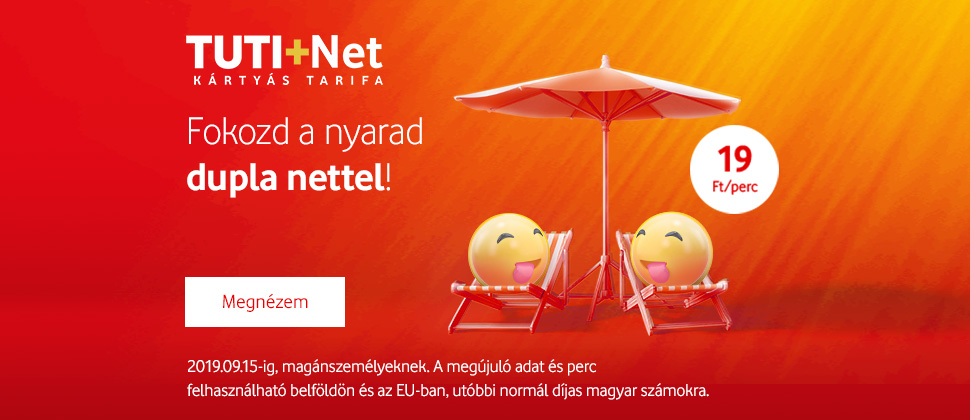 TUTI+Net
KÁRTYÁS TARIFA
Fokozd a nyarad
dupla nettel!
19
Ft/perc
Megnézem
2019.09.15-ig, magánszemélyeknek. A megújuló adat és perc
felhasználható belföldön és az EU-ban, utóbbi normál díjas magyar számokra.